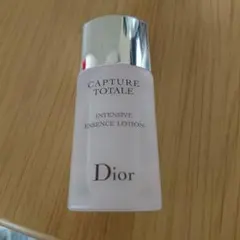 CAPTURE
TOTALE
INTENSIVE
ESSENCE LOTION
Dior